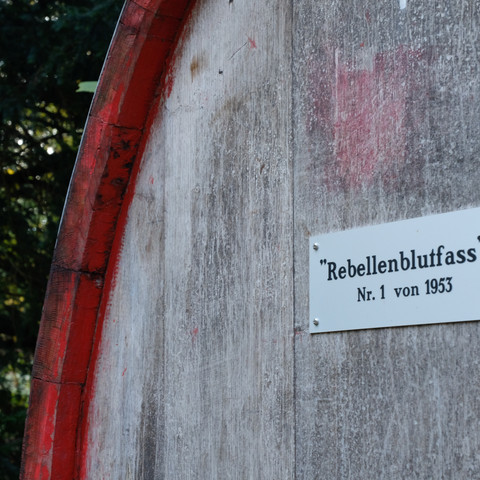 "Rebellenblutfass"
Nr. 1 von 1953